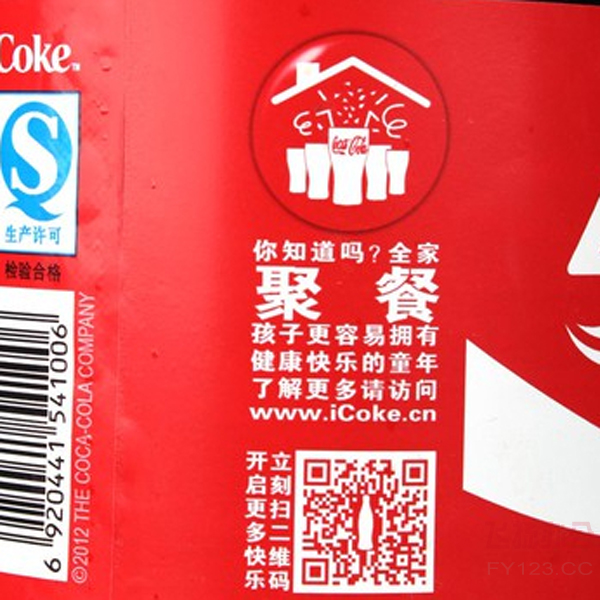 Coke™
S
生产许可
检验合格
6 920441 541006
©2012 THE COCA-COLA COMPANY
Coca-Cola
你知道吗?全家
聚餐
孩子更容易拥有
健康快乐的童年
了解更多请访问
www.iCoke.cn
立刻扫二维码
开启更多快乐
FY123.CC